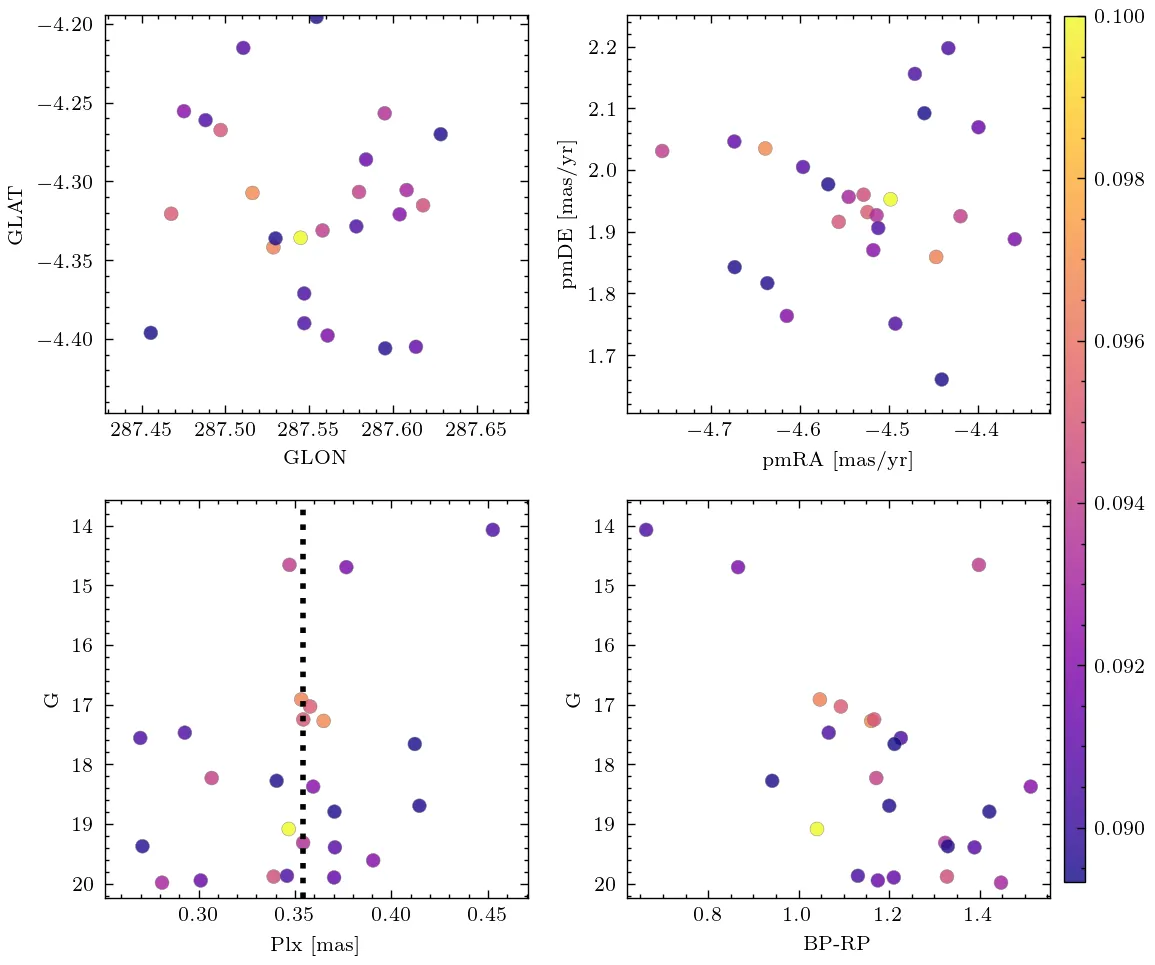 −4.20
−4.25
−4.30
−4.35
−4.40
GLAT
287.45 287.50 287.55 287.60 287.65
GLON
2.2
2.1
2.0
1.9
1.8
1.7
pmDE [mas/yr]
−4.7 −4.6 −4.5 −4.4
pmRA [mas/yr]
0.100
0.098
0.096
0.094
0.092
0.090
14
15
16
17
18
19
20
G
0.30 0.35 0.40 0.45
Plx [mas]
14
15
16
17
18
19
20
G
0.8 1.0 1.2 1.4
BP-RP